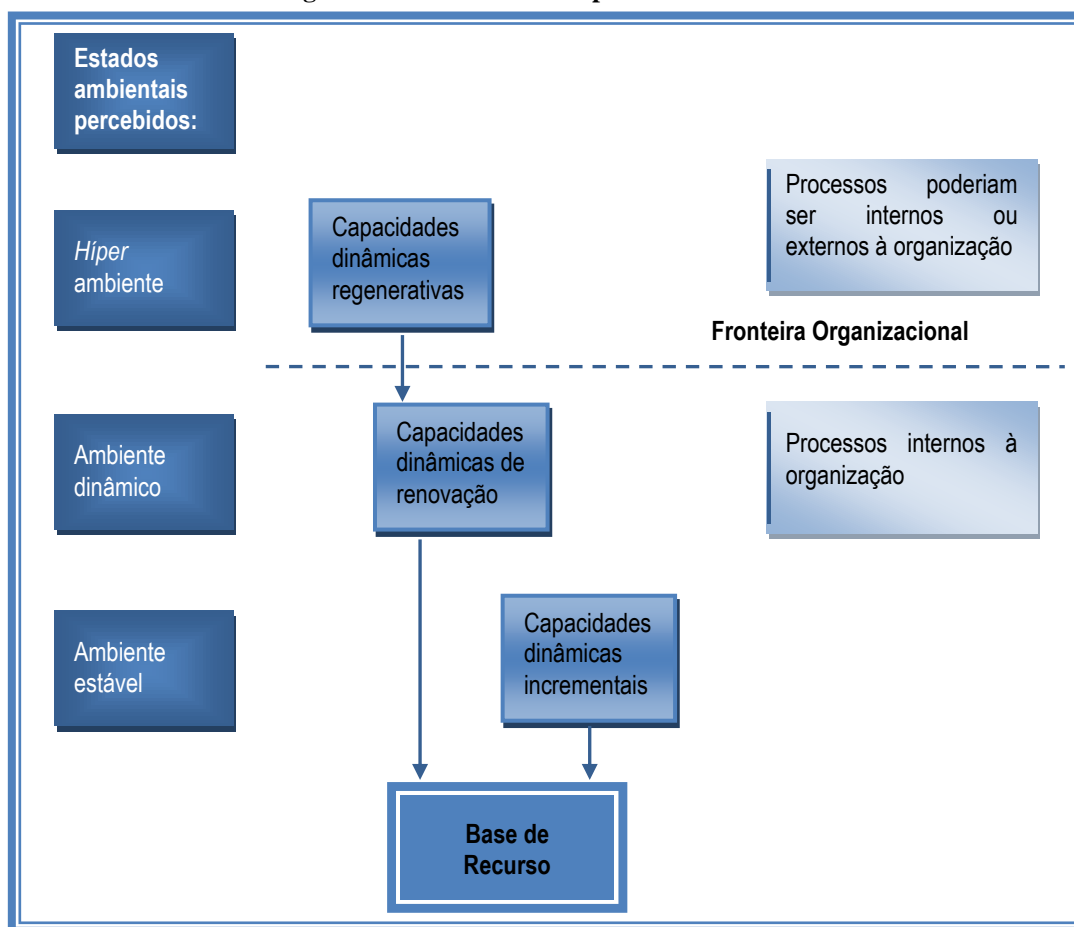 Estados
ambientais
percebidos:
Processos poderiam
ser internos ou
externos à organização
Híper
ambiente
Capacidades
dinâmicas
regenerativas
Fronteira Organizacional
Ambiente
dinâmico
Capacidades
dinâmicas de
renovação
Processos internos à
organização
Ambiente
estável
Capacidades
dinâmicas
incrementais
Base de
Recurso